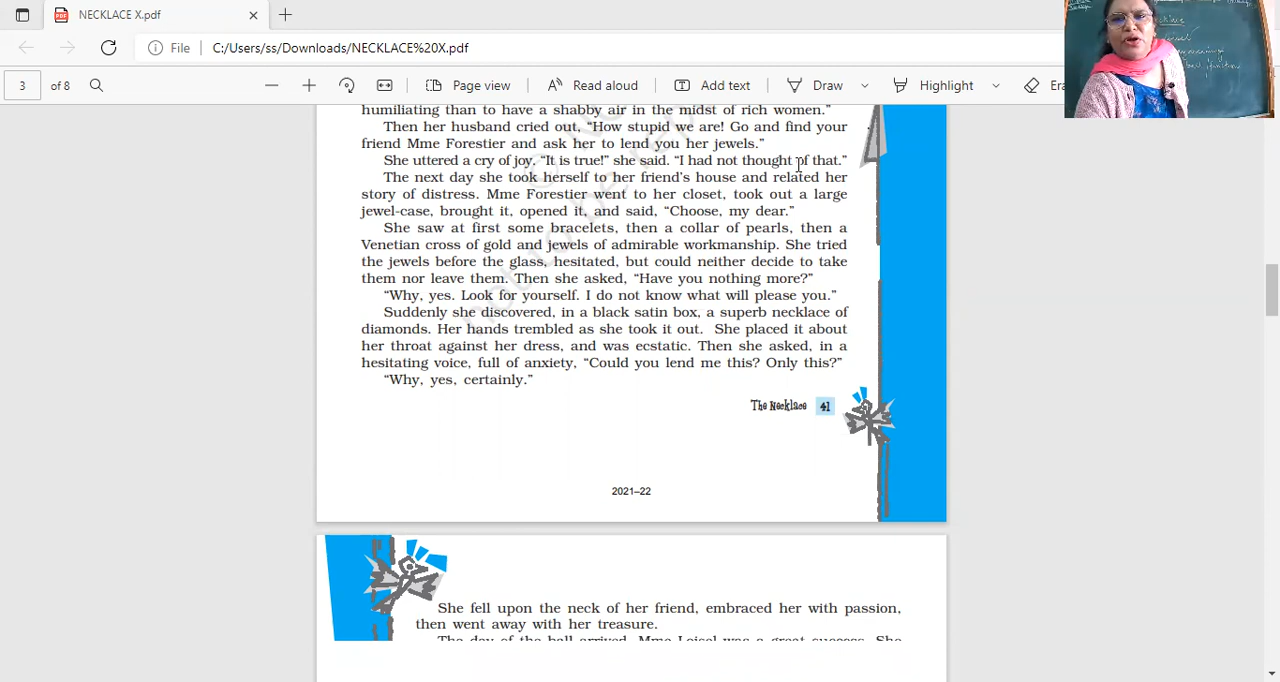 NECKLACE X.pdf
File
C:/Users/ss/Downloads/NECKLACE%20X.pdf
3 of 8
Page view
Read aloud
Add text
Draw
Highlight
Era
humiliating than to have a shabby air in the midst of rich women."
Then her husband cried out, "How stupid we are! Go and find your
friend Mme Forestier and ask her to lend you her jewels."
She uttered a cry of joy. "It is true!" she said. "I had not thought of that."
The next day she took herself to her friend's house and related her
story of distress. Mme Forestier went to her closet, took out a large
jewel-case, brought it, opened it, and said, "Choose, my dear."
She saw at first some bracelets, then a collar of pearls, then a
Venetian cross of gold and jewels of admirable workmanship. She tried
the jewels before the glass, hesitated, but could neither decide to take
them nor leave them. Then she asked, "Have you nothing more?"
"Why, yes. Look for yourself. I do not know what will please you."
Suddenly she discovered, in a black satin box, a superb necklace of
diamonds. Her hands trembled as she took it out. She placed it about
her throat against her dress, and was ecstatic. Then she asked, in a
hesitating voice, full of anxiety, "Could you lend me this? Only this?"
"Why, yes, certainly."
The Necklace 41
2021–22
She fell upon the neck of her friend, embraced her with passion,
then went away with her treasure.
The day of the ball arrived. Mme Loisel was a great success. She